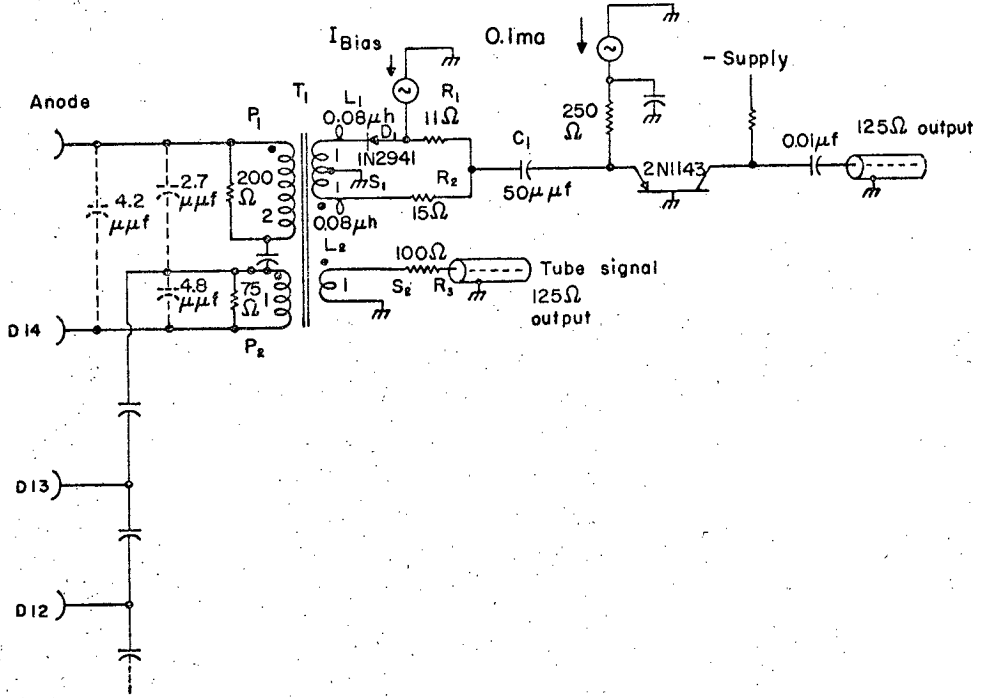 I Bias
0.1ma
- Supply
Anode
P₁
T₁
L₁
0.08μh
R₁
11Ω
D₁
1N2941
250
Ω
C₁
50μμf
2N1143
0.01μf
125Ω output
4.2
μμf
2.7
μμf
200
Ω
2
1
1
S₁
R₂
15Ω
0.08μh
L₂
4.8
μμf
75
Ω
1
P₂
1
100Ω
S₂
R₃
Tube signal
125Ω
output
D14
D13
D12